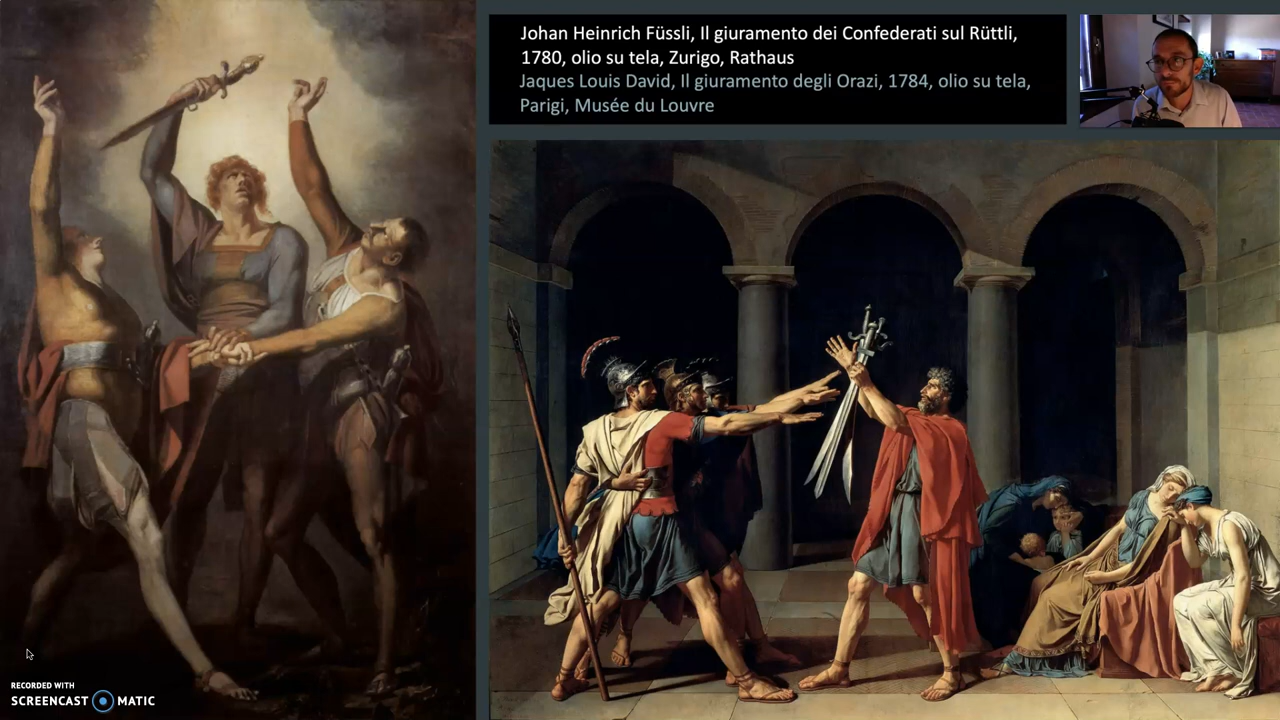 Johan Heinrich Füssli, Il giuramento dei Confederati sul Rüttli,
1780, olio su tela, Zurigo, Rathaus
Jaques Louis David, Il giuramento degli Orazi, 1784, olio su tela,
Parigi, Musée du Louvre
RECORDED WITH
SCREENCAST MATIC